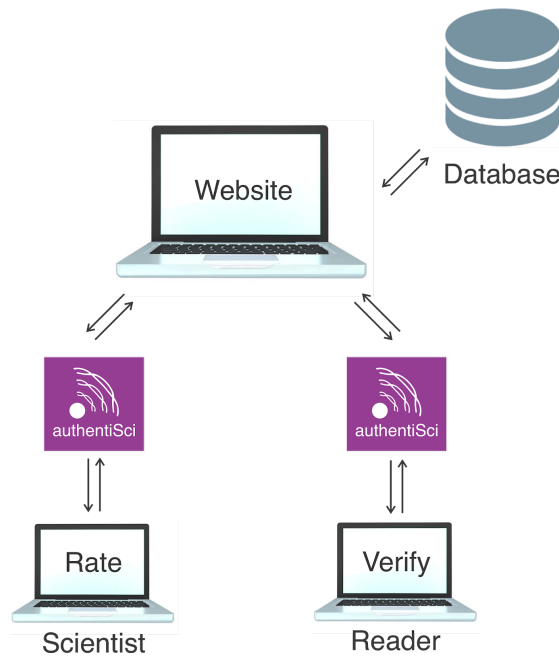 Website
Database
authentiSci
authentiSci
Rate
Verify
Scientist
Reader